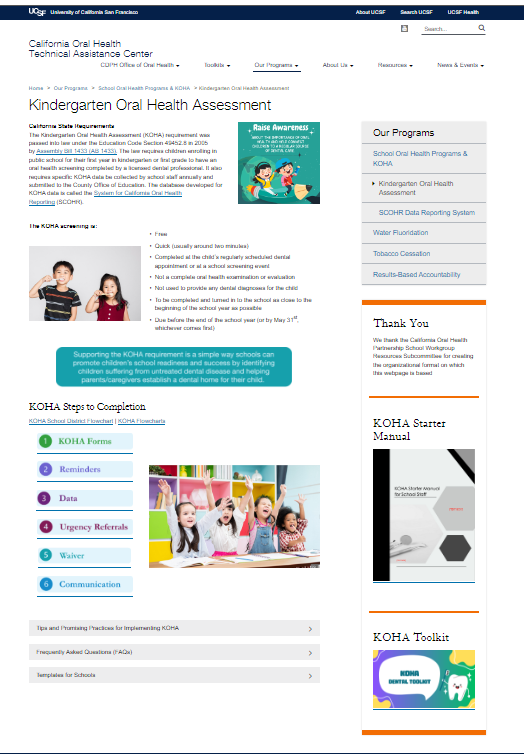 UCSF University of California San Francisco
About UCSF Search UCSF UCSF Health
Search...
California Oral Health
Technical Assistance Center
CDPH Office of Oral Health Toolkits Our Programs About Us Resources News & Events
Home > Our Programs > School Oral Health Programs & KOHA > Kindergarten Oral Health Assessment
Kindergarten Oral Health Assessment
California State Requirements
The Kindergarten Oral Health Assessment (KOHA) requirement was
passed into law under the Education Code Section 49452.8 in 2005
by Assembly Bill 1433 (AB 1433). The law requires children enrolling in
public school for their first year in kindergarten or first grade to have an
oral health screening completed by a licensed dental professional. It also
requires specific KOHA data be collected by school staff annually and
submitted to the County Office of Education. The database developed for
KOHA data is called the System for California Oral Health
Reporting (SCOHR).
Raise Awareness
ABOUT THE IMPORTANCE OF ORAL
HEALTH AND HELP CONNECT
CHILDREN TO A REGULAR SOURCE
OF DENTAL CARE
The KOHA screening is:
• Free
• Quick (usually around two minutes)
• Completed at the child's regularly scheduled dental
appointment or at a school screening event
• Not a complete oral health examination or evaluation
• Not used to provide any dental diagnoses for the child
• To be completed and turned in to the school as close to the
beginning of the school year as possible
• Due before the end of the school year (or by May 31st,
whichever comes first)
Supporting the KOHA requirement is a simple way schools can
promote children's school readiness and success by identifying
children suffering from untreated dental disease and helping
parents/caregivers establish a dental home for their child.
KOHA Steps to Completion
KOHA School District Flowchart | KOHA Flowcharts
1 KOHA Forms
2 Reminders
3 Data
4 Urgency Referrals
5 Waiver
6 Communication
Tips and Promising Practices for Implementing KOHA
Frequently Asked Questions (FAQs)
Templates for Schools
Our Programs
School Oral Health Programs &
KOHA
Kindergarten Oral Health
Assessment
SCOHR Data Reporting System
Water Fluoridation
Tobacco Cessation
Results-Based Accountability
Thank You
We thank the California Oral Health
Partnership School Workgroup
Resources Subcommittee for creating
the organizational format on which
this webpage is based
KOHA Starter
Manual
KOHA Starter Manual
for School Staff
KOHA Toolkit
KOHA
DENTAL TOOLKIT